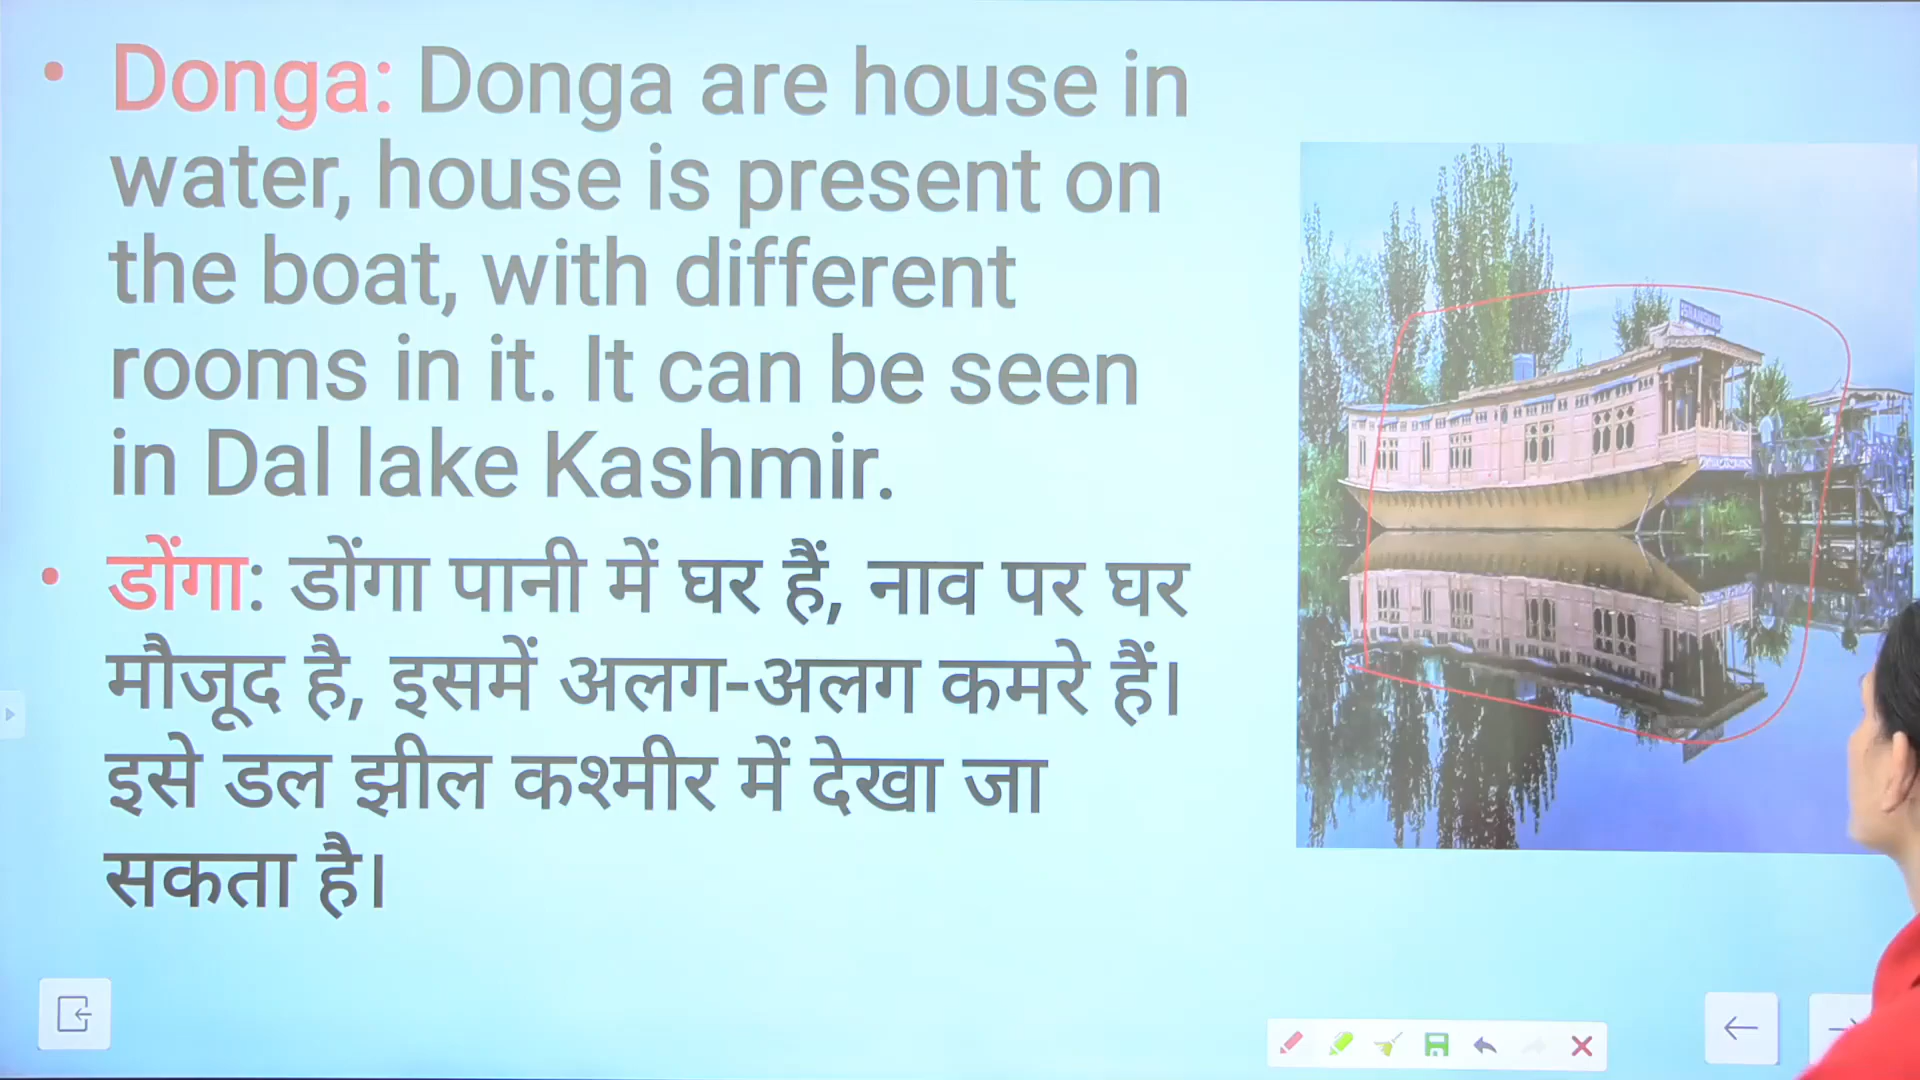 • Donga: Donga are house in
water, house is present on
the boat, with different
rooms in it. It can be seen
in Dal lake Kashmir.
• डोंगा: डोंगा पानी में घर हैं, नाव पर घर
मौजूद है, इसमें अलग-अलग कमरे हैं।
इसे डल झील कश्मीर में देखा जा
सकता है।